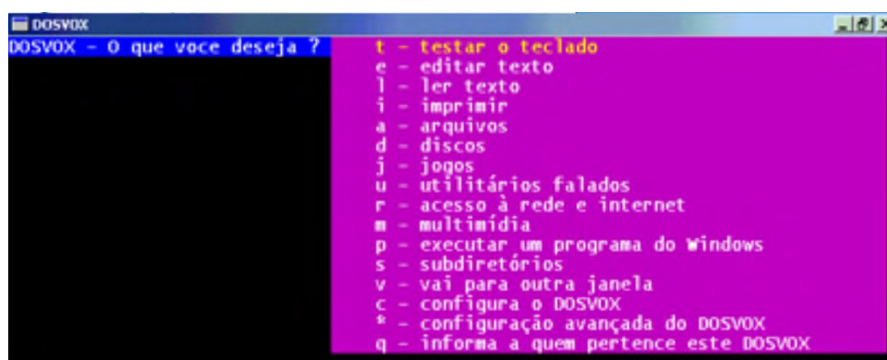 DOSVOX
DOSVOX - O que voce deseja ?
t - testar o teclado
e - editar texto
l - ler texto
i - imprimir
a - arquivos
d - discos
j - jogos
u - utilitários falados
r - acesso à rede e internet
m - multimídia
p - executar um programa do Windows
s - subdiretórios
v - vai para outra janela
c - configura o DOSVOX
* - configuração avançada do DOSVOX
q - informa a quem pertence este DOSVOX